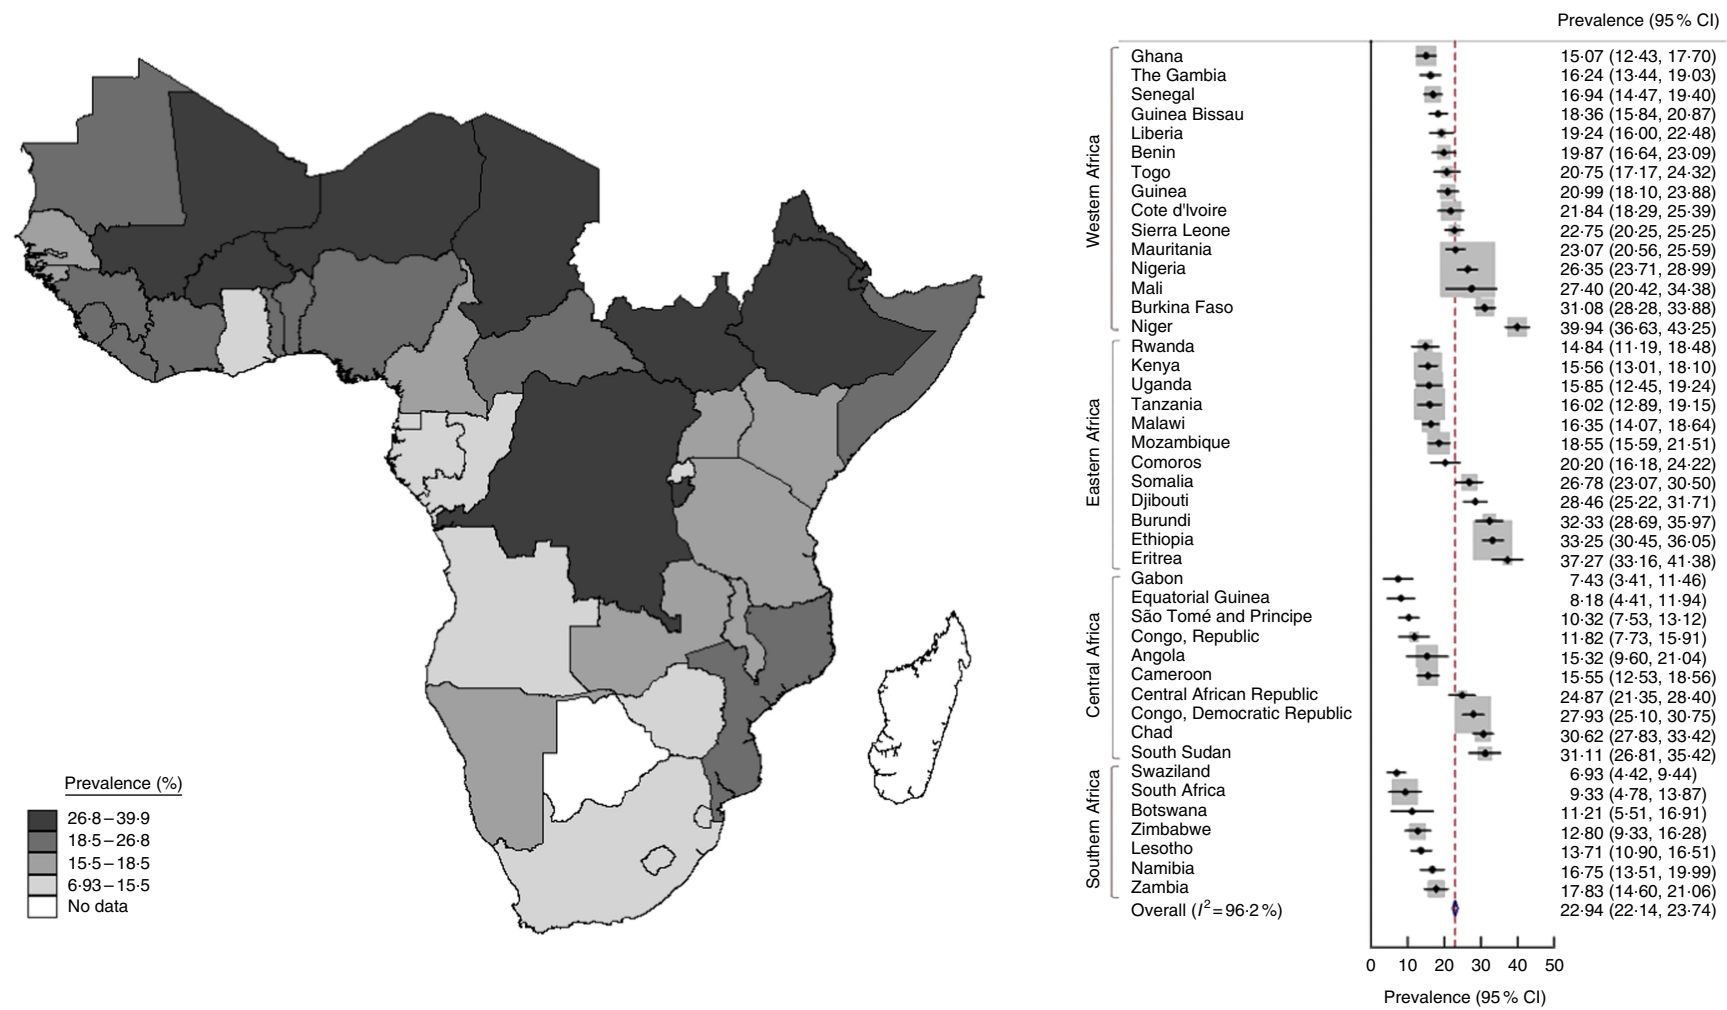 Prevalence (%)
26·8–39·9
18·5–26·8
15·5–18·5
6·93–15·5
No data
Prevalence (95 % CI)
Western Africa
Ghana 15·07 (12·43, 17·70)
The Gambia 16·24 (13·44, 19·03)
Senegal 16·94 (14·47, 19·40)
Guinea Bissau 18·36 (15·84, 20·87)
Liberia 19·24 (16·00, 22·48)
Benin 19·87 (16·64, 23·09)
Togo 20·75 (17·17, 24·32)
Guinea 20·99 (18·10, 23·88)
Cote d'Ivoire 21·84 (18·29, 25·39)
Sierra Leone 22·75 (20·25, 25·25)
Mauritania 23·07 (20·56, 25·59)
Nigeria 26·35 (23·71, 28·99)
Mali 27·40 (20·42, 34·38)
Burkina Faso 31·08 (28·28, 33·88)
Niger 39·94 (36·63, 43·25)
Eastern Africa
Rwanda 14·84 (11·19, 18·48)
Kenya 15·56 (13·01, 18·10)
Uganda 15·85 (12·45, 19·24)
Tanzania 16·02 (12·89, 19·15)
Malawi 16·35 (14·07, 18·64)
Mozambique 18·55 (15·59, 21·51)
Comoros 20·20 (16·18, 24·22)
Somalia 26·78 (23·07, 30·50)
Djibouti 28·46 (25·22, 31·71)
Burundi 32·33 (28·69, 35·97)
Ethiopia 33·25 (30·45, 36·05)
Eritrea 37·27 (33·16, 41·38)
Central Africa
Gabon 7·43 (3·41, 11·46)
Equatorial Guinea 8·18 (4·41, 11·94)
São Tomé and Principe 10·32 (7·53, 13·12)
Congo, Republic 11·82 (7·73, 15·91)
Angola 15·32 (9·60, 21·04)
Cameroon 15·55 (12·53, 18·56)
Central African Republic 24·87 (21·35, 28·40)
Congo, Democratic Republic 27·93 (25·10, 30·75)
Chad 30·62 (27·83, 33·42)
South Sudan 31·11 (26·81, 35·42)
Southern Africa
Swaziland 6·93 (4·42, 9·44)
South Africa 9·33 (4·78, 13·87)
Botswana 11·21 (5·51, 16·91)
Zimbabwe 12·80 (9·33, 16·28)
Lesotho 13·71 (10·90, 16·51)
Namibia 16·75 (13·51, 19·99)
Zambia 17·83 (14·60, 21·06)
Overall (I²=96·2 %) 22·94 (22·14, 23·74)
0 10 20 30 40 50
Prevalence (95 % CI)